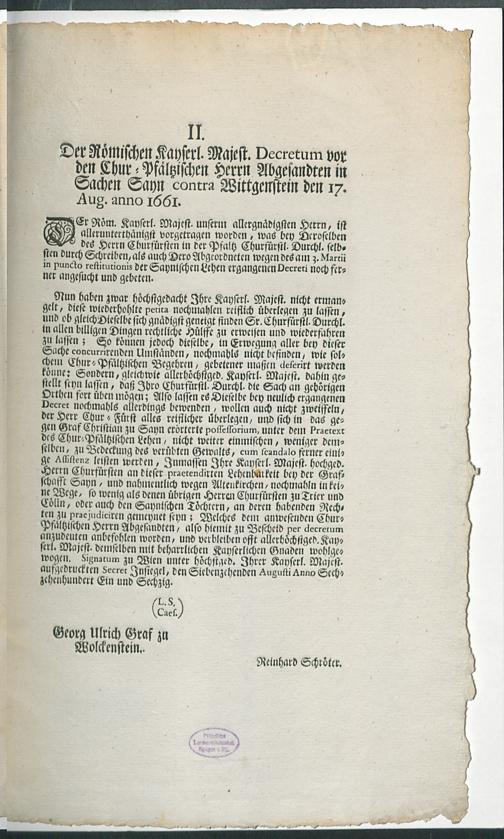 II.
Der Römischen Kayserl. Majest. Decretum vor
den Chur-Pfältzischen Herrn Abgesandten in
Sachen Sayn contra Wittgenstein den 17.
Aug. anno 1661.
DEr Röm. Kayserl. Majest. unserm allergnädigsten Herrn, ist
allerunterthänigst vorgetragen worden, was bey Deroselben
des Herrn Churfürsten in der Pfaltz Churfürstl. Durchl. selb-
sten durch Schreiben, als auch Dero Abgeordneten wegen des am 3. Martii
in puncto restitutionis der Saynischen Lehen ergangenen Decreti noch fer-
ner angesucht und gebeten.
Nun haben zwar höchstgedacht Ihre Kayserl. Majest. nicht erman-
gelt, diese wiederhohlte petita nochmahlen reifflich überlegen zu lassen,
und ob gleich Dieselbe sich gnädigst geneigt finden Sr. Churfürstl. Durchl.
in allen billigen Dingen rechtliche Hülffe zu erweisen und wiederfahren
zu lassen; So können jedoch dieselbe, in Erwegung aller bey dieser
Sache concurrirenden Umständen, nochmahls nicht befinden, wie sol-
chem Chur-Pfältzischen Begehren, gebetener massen deferirt werden
könne: Sondern, gleichwie allerhöchstged. Kayserl. Majest. dahin ge-
stellt seyn lassen, daß Ihro Churfürstl. Durchl. die Sach an gehörigen
Orthen fort üben mögen; Also lassen es Dieselbe bey neulich ergangenen
Decret nochmahls allerdings bewenden, wollen auch nicht zweiffeln,
der Herr Chur-Fürst alles reifflicher überlegen, und sich in das ge-
gen Graf Christian zu Sayn erörterte possessorium, unter dem Praetext
des Chur-Pfältzischen Lehen, nicht weiter einmischen, weniger dem-
selben, zu Bedeckung des verübten Gewalts, cum scandalo ferner eini-
ge Assistenz leisten werden, Inmassen Ihre Kayserl. Majest. hochged.
Herrn Churfürsten an dieser praetendirten Lehenbarkeit bey der Graf-
schafft Sayn, und nahmentlich wegen Altenkirchen, nochmahln in kei-
ne Wege, so wenig als denen übrigen Herren Churfürsten zu Trier und
Cölln, oder auch den Saynischen Töchtern, an deren habenden Rech-
ten zu praejudiciren gemeynet seyn; Welches dem anwesenden Chur-
Pfältzischen Herrn Abgesandten, also hiemit zu Bescheid per decretum
anzudeuten anbefohlen worden, und verbleiben offt allerhöchstged. Kay-
serl. Majest. demselben mit beharrlichen Kayserlichen Gnaden wohlge-
wogen. Signatum zu Wien unter höchstged. Ihrer Kayserl. Majest.
aufgedruckten Secret Insiegel, den Siebenzehenden Augusti Anno Sech-
zehenhundert Ein und Sechzig.
(L.S.
Caes.)
Georg Ulrich Graf zu
Wolckenstein.
Reinhard Schröter.
Pfälzische
Landesbibliothek
Speyer a. Rh.